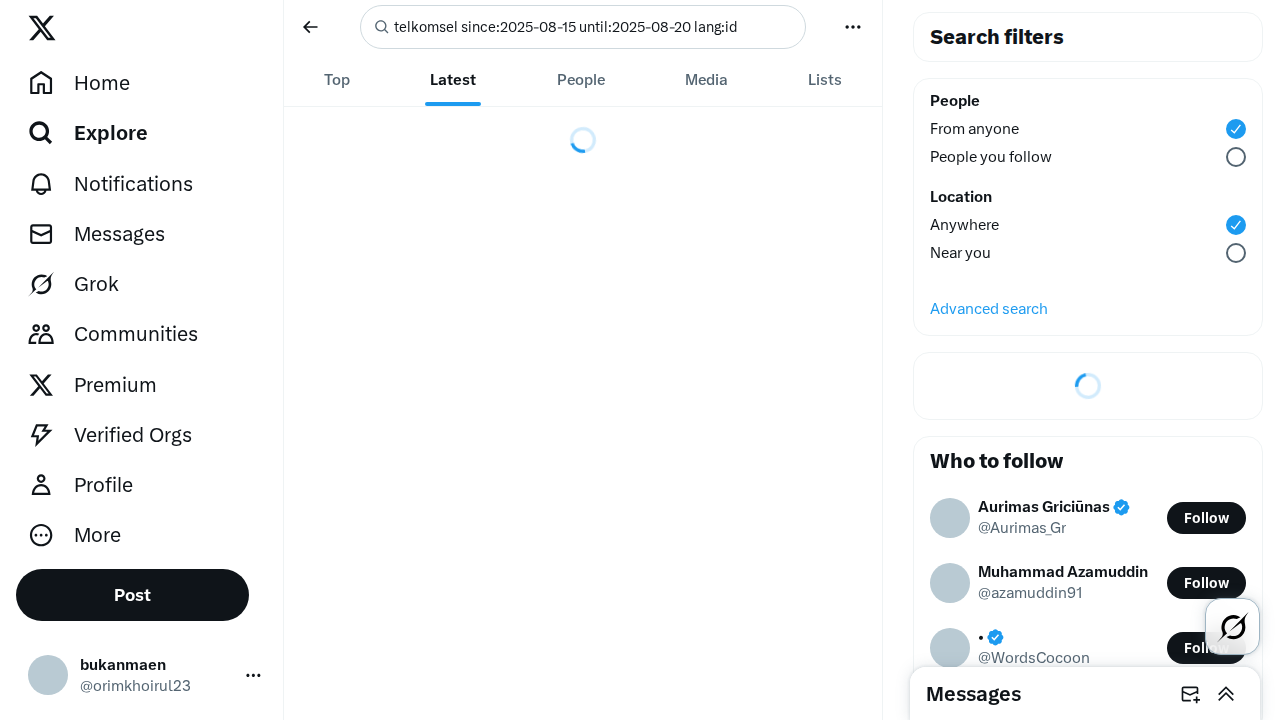 Home
Explore
Notifications
Messages
Grok
Communities
Premium
Verified Orgs
Profile
More
Post
bukanmaen
@orimkhoirul23
telkomsel since:2025-08-15 until:2025-08-20 lang:id
Top
Latest
People
Media
Lists
Search filters
People
From anyone
People you follow
Location
Anywhere
Near you
Advanced search
Who to follow
Aurimas Griciūnas
@Aurimas_Gr
Follow
Muhammad Azamuddin
@azamuddin91
Follow
•
@WordsCocoon
Follow
Messages